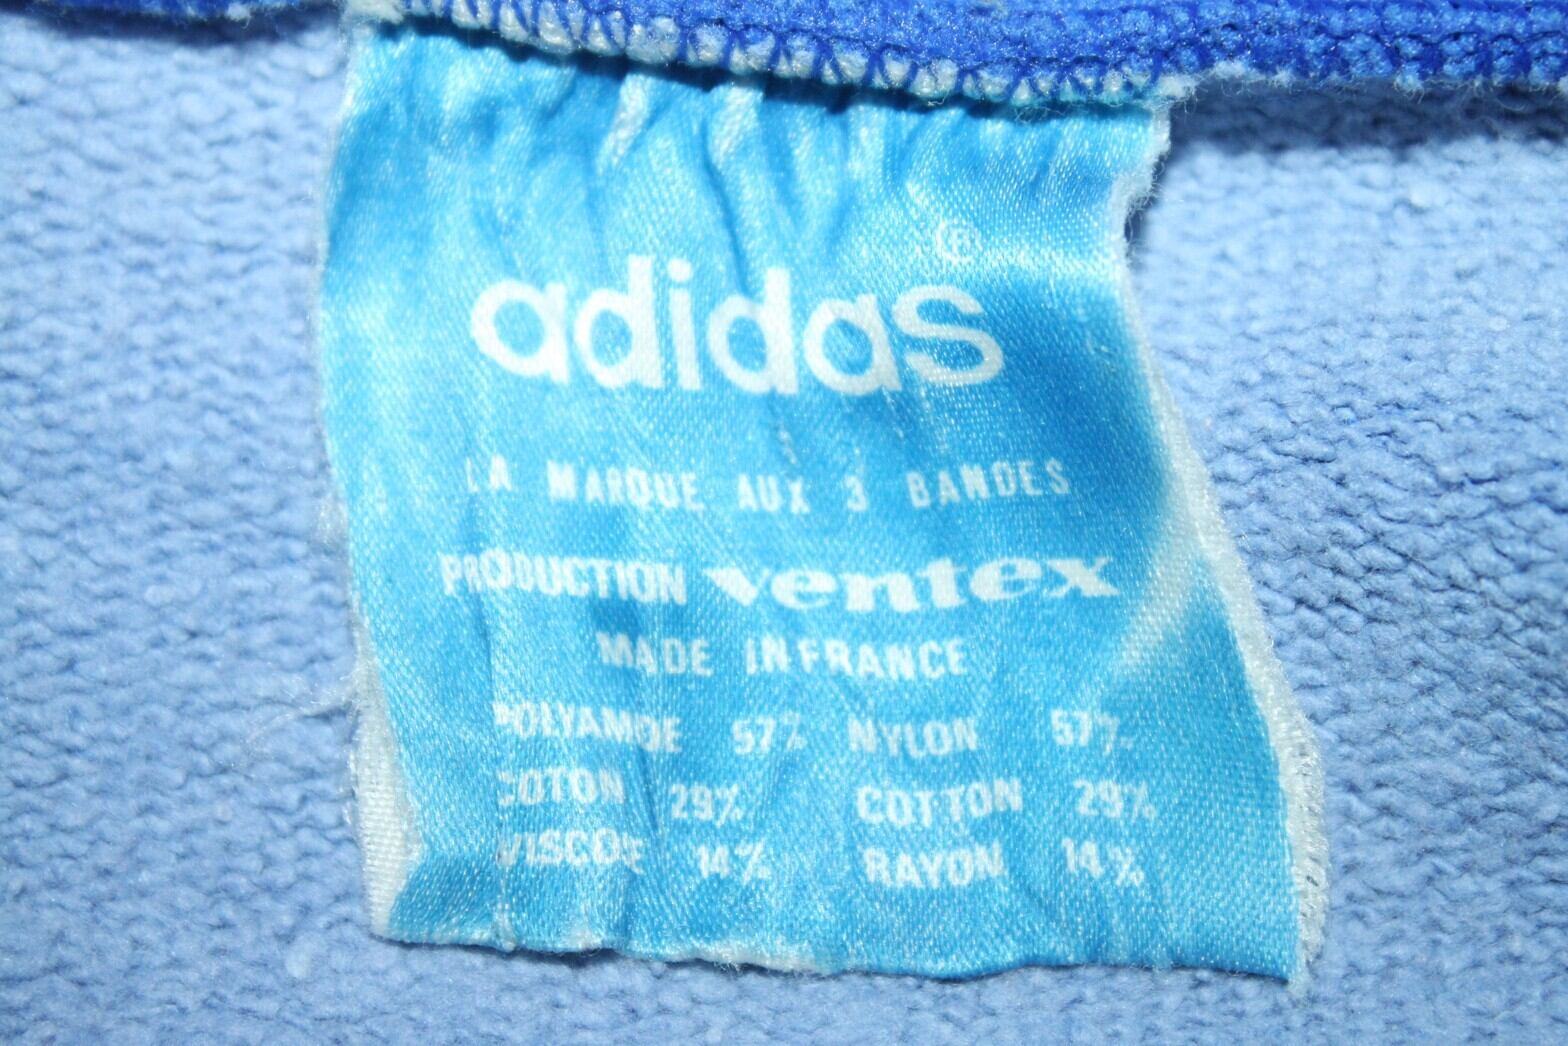 ®
adidas
LA MARQUE AUX 3 BANDES
PRODUCTION ventex
MADE IN FRANCE
POLYAMIDE 57% NYLON 57%
COTON 29% COTTON 29%
VISCOSE 14% RAYON 14%